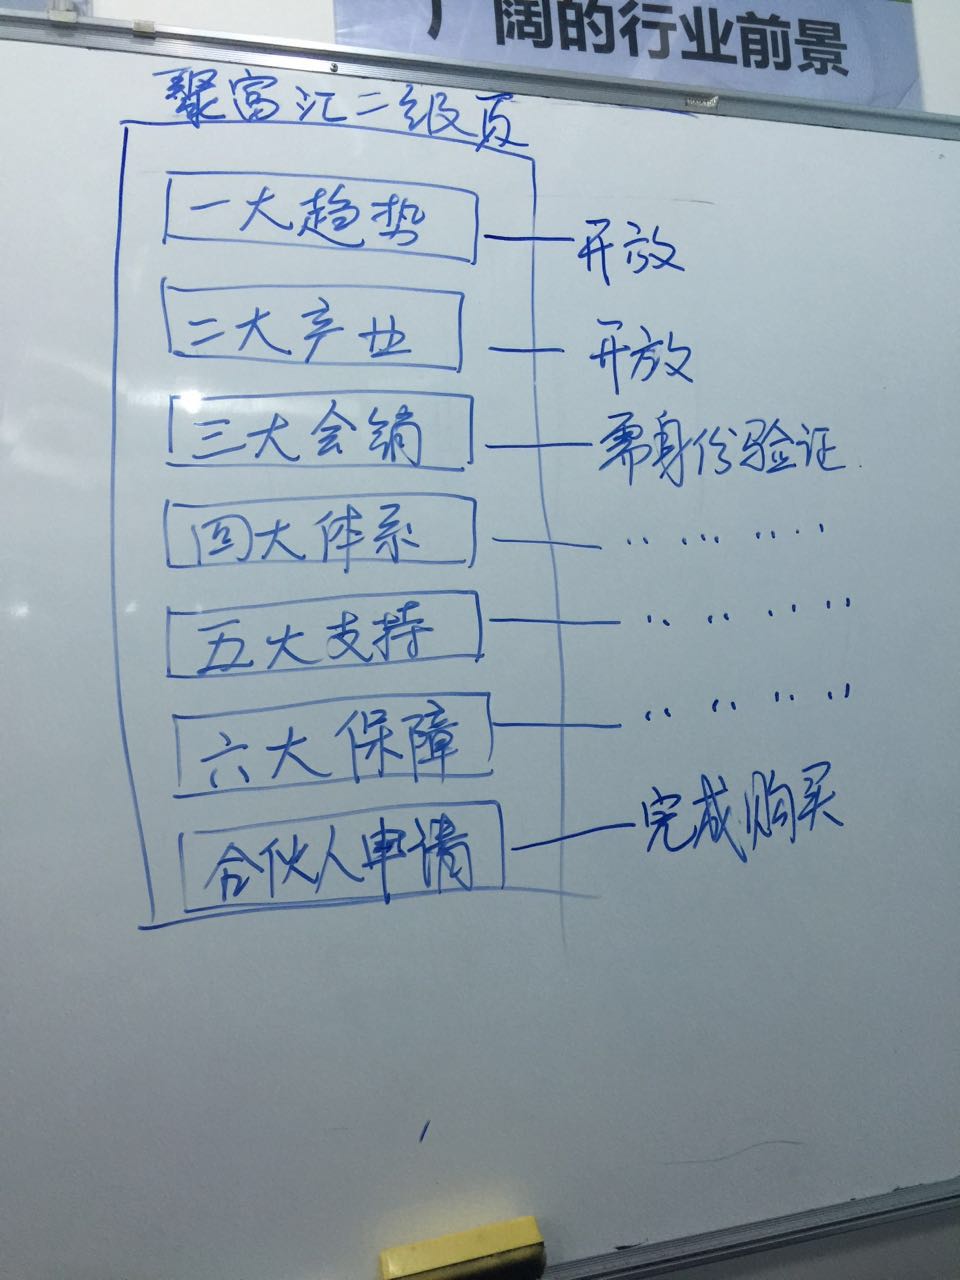 广阔的行业前景
聚富汇二级页
一大趋势 开放
二大产业 开放
三大会销 需身份验证
四大体系 〃 〃 〃 〃
五大支持 〃 〃 〃 〃
六大保障 〃 〃 〃 〃
合伙人申请 完成购买